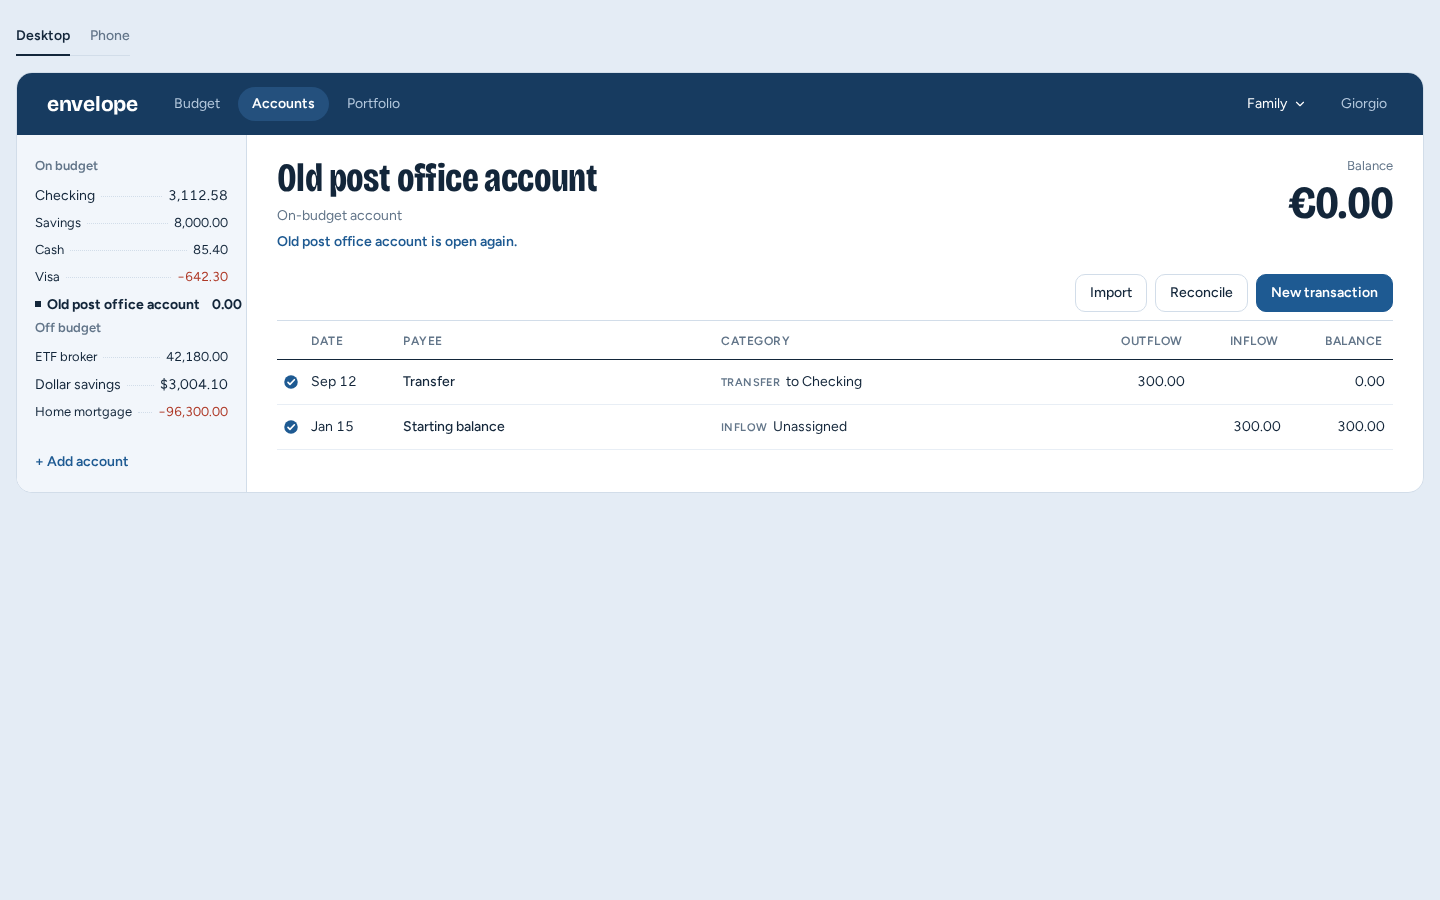 Desktop Phone
envelope Budget Accounts Portfolio Family Giorgio
On budget
Checking 3,112.58
Savings 8,000.00
Cash 85.40
Visa −642.30
Old post office account 0.00
Off budget
ETF broker 42,180.00
Dollar savings $3,004.10
Home mortgage −96,300.00
+ Add account
Old post office account
On-budget account
Old post office account is open again.
Balance
€0.00
Import Reconcile New transaction
DATE PAYEE CATEGORY OUTFLOW INFLOW BALANCE
Sep 12 Transfer TRANSFER to Checking 300.00 0.00
Jan 15 Starting balance INFLOW Unassigned 300.00 300.00